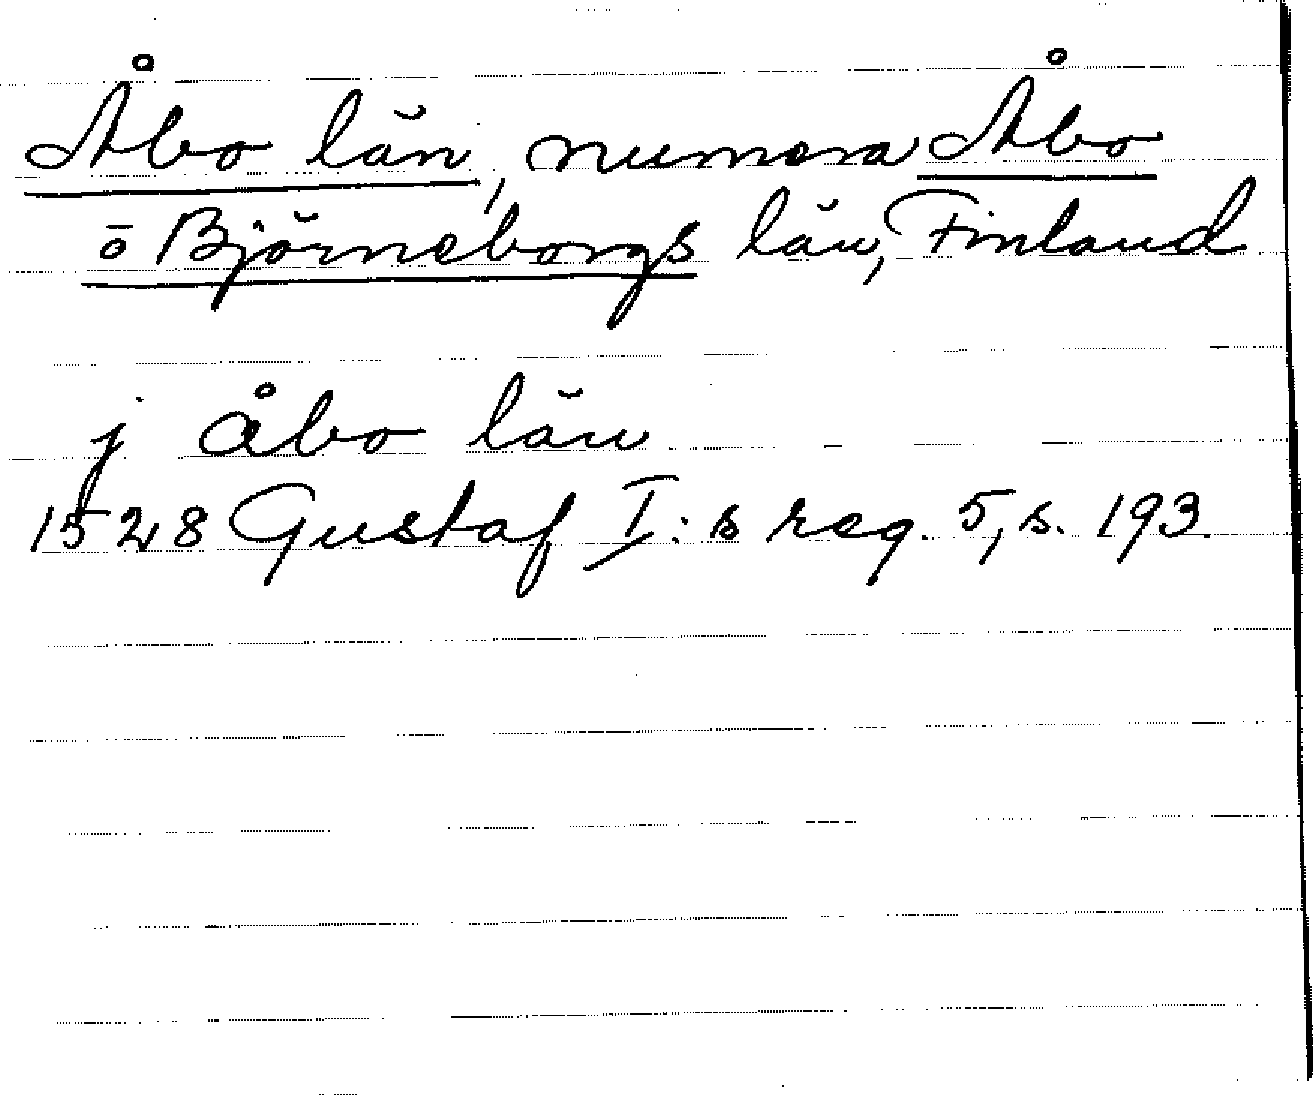 Åbo län, numera Åbo
o Björneborgs län, Finland
j åbo län
1528 Gustaf I:s reg. 5, s. 193.